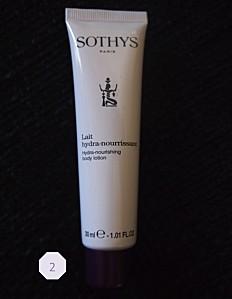 SOTHYS
PARIS
Lait
hydra-nourrissant
Hydra-nourishing
body lotion
30 ml ℮ - 1.01 FL.OZ
2